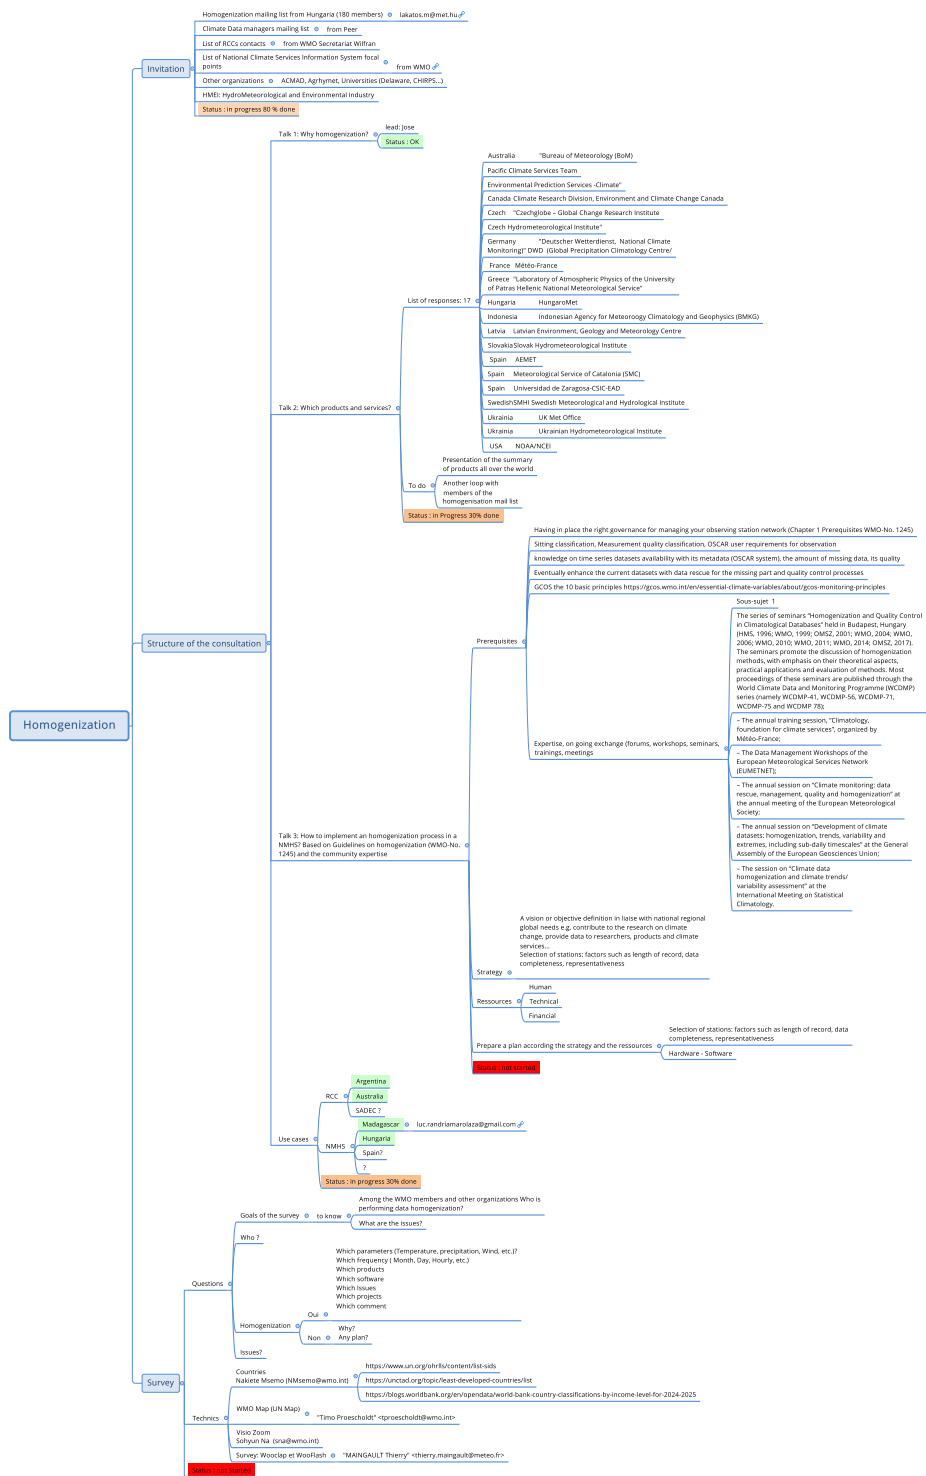 Homogenization
Invitation
Homogenization mailing list from Hungaria (180 members)
lakatos.m@met.hu
Climate Data managers mailing list
from Peer
List of RCCs contacts
from WMO Secretariat Wilfran
List of National Climate Services Information System focal
points
from WMO
Other organizations
ACMAD, Agrhymet, Universities (Delaware, CHIRPS...)
HMEI: HydroMeteorological and Environmental Industry
Status : in progress 80 % done
Structure of the consultation
Talk 1: Why homogenization?
lead: Jose
Status : OK
Talk 2: Which products and services?
List of responses: 17
Australia "Bureau of Meteorology (BoM)
Pacific Climate Services Team
Environmental Prediction Services -Climate"
Canada Climate Research Division, Environment and Climate Change Canada
Czech "Czechglobe – Global Change Research Institute
Czech Hydrometeorological Institute"
Germany "Deutscher Wetterdienst, National Climate
Monitoring)" DWD (Global Precipitation Climatology Centre/
France Météo-France
Greece "Laboratory of Atmospheric Physics of the University
of Patras Hellenic National Meteorological Service"
Hungaria HungaroMet
Indonesia Indonesian Agency for Meteoroogy Climatology and Geophysics (BMKG)
Latvia Latvian Environment, Geology and Meteorology Centre
SlovakiaSlovak Hydrometeorological Institute
Spain AEMET
Spain Meteorological Service of Catalonia (SMC)
Spain Universidad de Zaragosa-CSIC-EAD
SwedishSMHI Swedish Meteorological and Hydrological Institute
Ukrainia UK Met Office
Ukrainia Ukrainian Hydrometeorological Institute
USA NOAA/NCEI
To do
Presentation of the summary
of products all over the world
Another loop with
members of the
homogenisation mail list
Status : in Progress 30% done
Talk 3: How to implement an homogenization process in a
NMHS? Based on Guidelines on homogenization (WMO-No.
1245) and the community expertise
Prerequisites
Having in place the right governance for managing your observing station network (Chapter 1 Prerequisites WMO-No. 1245)
Sitting classification, Measurement quality classification, OSCAR user requirements for observation
knowledge on time series datasets availability with its metadata (OSCAR system), the amount of missing data, its quality
Eventually enhance the current datasets with data rescue for the missing part and quality control processes
GCOS the 10 basic principles https://gcos.wmo.int/en/essential-climate-variables/about/gcos-monitoring-principles
Expertise, on going exchange (forums, workshops, seminars,
trainings, meetings
Sous-sujet 1
The series of seminars "Homogenization and Quality Control
in Climatological Databases" held in Budapest, Hungary
(HMS, 1996; WMO, 1999; OMSZ, 2001; WMO, 2004; WMO,
2006; WMO, 2010; WMO, 2011; WMO, 2014; OMSZ, 2017).
The seminars promote the discussion of homogenization
methods, with emphasis on their theoretical aspects,
practical applications and evaluation of methods. Most
proceedings of these seminars are published through the
World Climate Data and Monitoring Programme (WCDMP)
series (namely WCDMP-41, WCDMP-56, WCDMP-71,
WCDMP-75 and WCDMP 78);
– The annual training session, "Climatology,
foundation for climate services", organized by
Météo-France;
– The Data Management Workshops of the
European Meteorological Services Network
(EUMETNET);
– The annual session on "Climate monitoring: data
rescue, management, quality and homogenization" at
the annual meeting of the European Meteorological
Society;
– The annual session on "Development of climate
datasets: homogenization, trends, variability and
extremes, including sub-daily timescales" at the General
Assembly of the European Geosciences Union;
– The session on "Climate data
homogenization and climate trends/
variability assessment" at the
International Meeting on Statistical
Climatology.
Strategy
A vision or objective definition in liaise with national regional
global needs e.g. contribute to the research on climate
change, provide data to researchers, products and climate
services...
Selection of stations: factors such as length of record, data
completeness, representativeness
Ressources
Human
Technical
Financial
Prepare a plan according the strategy and the ressources
Selection of stations: factors such as length of record, data
completeness, representativeness
Hardware - Software
Status : not started
Use cases
RCC
Argentina
Australia
SADEC ?
NMHS
Madagascar
luc.randriamarolaza@gmail.com
Hungaria
Spain?
?
Status : in progress 30% done
Survey
Questions
Goals of the survey
to know
Among the WMO members and other organizations Who is
performing data homogenization?
What are the issues?
Who ?
Homogenization
Oui
Which parameters (Temperature, precipitation, Wind, etc.)?
Which frequency ( Month, Day, Hourly, etc.)
Which products
Which software
Which Issues
Which projects
Which comment
Non
Why?
Any plan?
Issues?
Technics
Countries
Nakiete Msemo (NMsemo@wmo.int)
https://www.un.org/ohrlls/content/list-sids
https://unctad.org/topic/least-developed-countries/list
https://blogs.worldbank.org/en/opendata/world-bank-country-classifications-by-income-level-for-2024-2025
WMO Map (UN Map)
"Timo Proescholdt" <tproescholdt@wmo.int>
Visio Zoom
Sohyun Na (sna@wmo.int)
Survey: Wooclap et WooFlash
"MAINGAULT Thierry" <thierry.maingault@meteo.fr>
Status : not Started